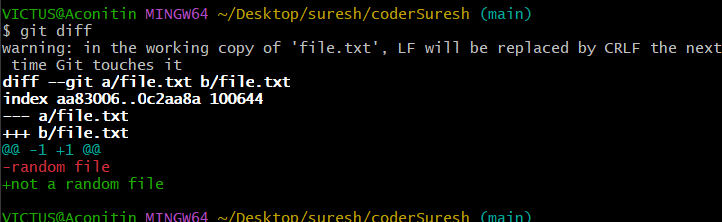 VICTUS@Aconitin MINGW64 ~/Desktop/suresh/coderSuresh (main)
$ git diff
warning: in the working copy of 'file.txt', LF will be replaced by CRLF the next
 time Git touches it
diff --git a/file.txt b/file.txt
index aa83006..0c2aa8a 100644
--- a/file.txt
+++ b/file.txt
@@ -1 +1 @@
-random file
+not a random file
VICTUS@Aconitin MINGW64 ~/Desktop/suresh/coderSuresh (main)